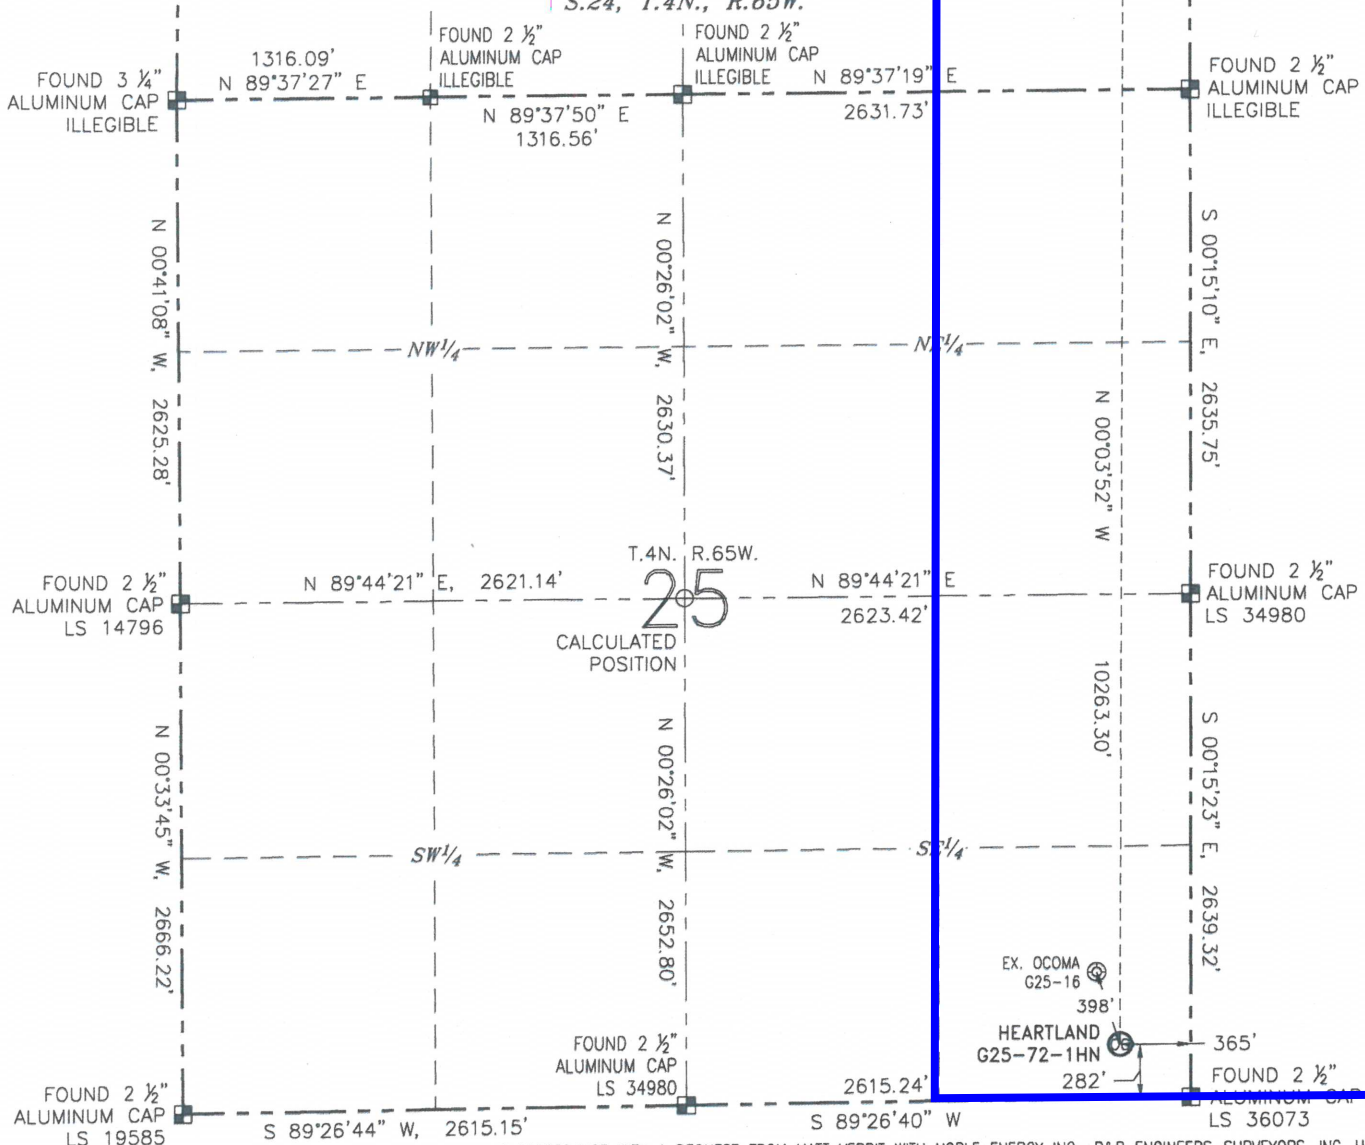 S.24, T.4N., R.65W.
FOUND 2 ½"
ALUMINUM CAP
ILLEGIBLE
FOUND 2 ½"
ALUMINUM CAP
ILLEGIBLE
1316.09'
N 89°37'27" E
FOUND 3 ¼"
ALUMINUM CAP
ILLEGIBLE
N 89°37'50" E
1316.56'
N 89°37'19" E
2631.73'
FOUND 2 ½"
ALUMINUM CAP
ILLEGIBLE
N 00°41'08" W, 2625.28'
N 00°26'02" W, 2630.37'
S 00°15'10" E, 2635.75'
NW¼
NE¼
N 00°03'52" W 10263.30'
T.4N. R.65W.
25
CALCULATED
POSITION
FOUND 2 ½"
ALUMINUM CAP
LS 14796
N 89°44'21" E, 2621.14'
N 89°44'21" E
2623.42'
FOUND 2 ½"
ALUMINUM CAP
LS 34980
N 00°33'45" W, 2666.22'
N 00°26'02" W, 2652.80'
S 00°15'23" E, 2639.32'
SW¼
SE¼
EX. OCOMA
G25-16
398'
HEARTLAND
G25-72-1HN
365'
282'
FOUND 2 ½"
ALUMINUM CAP
LS 34980
2615.24'
S 89°26'40" W
FOUND 2 ½"
ALUMINUM CAP
LS 36073
FOUND 2 ½"
ALUMINUM CAP
LS 19585
S 89°26'44" W, 2615.15'